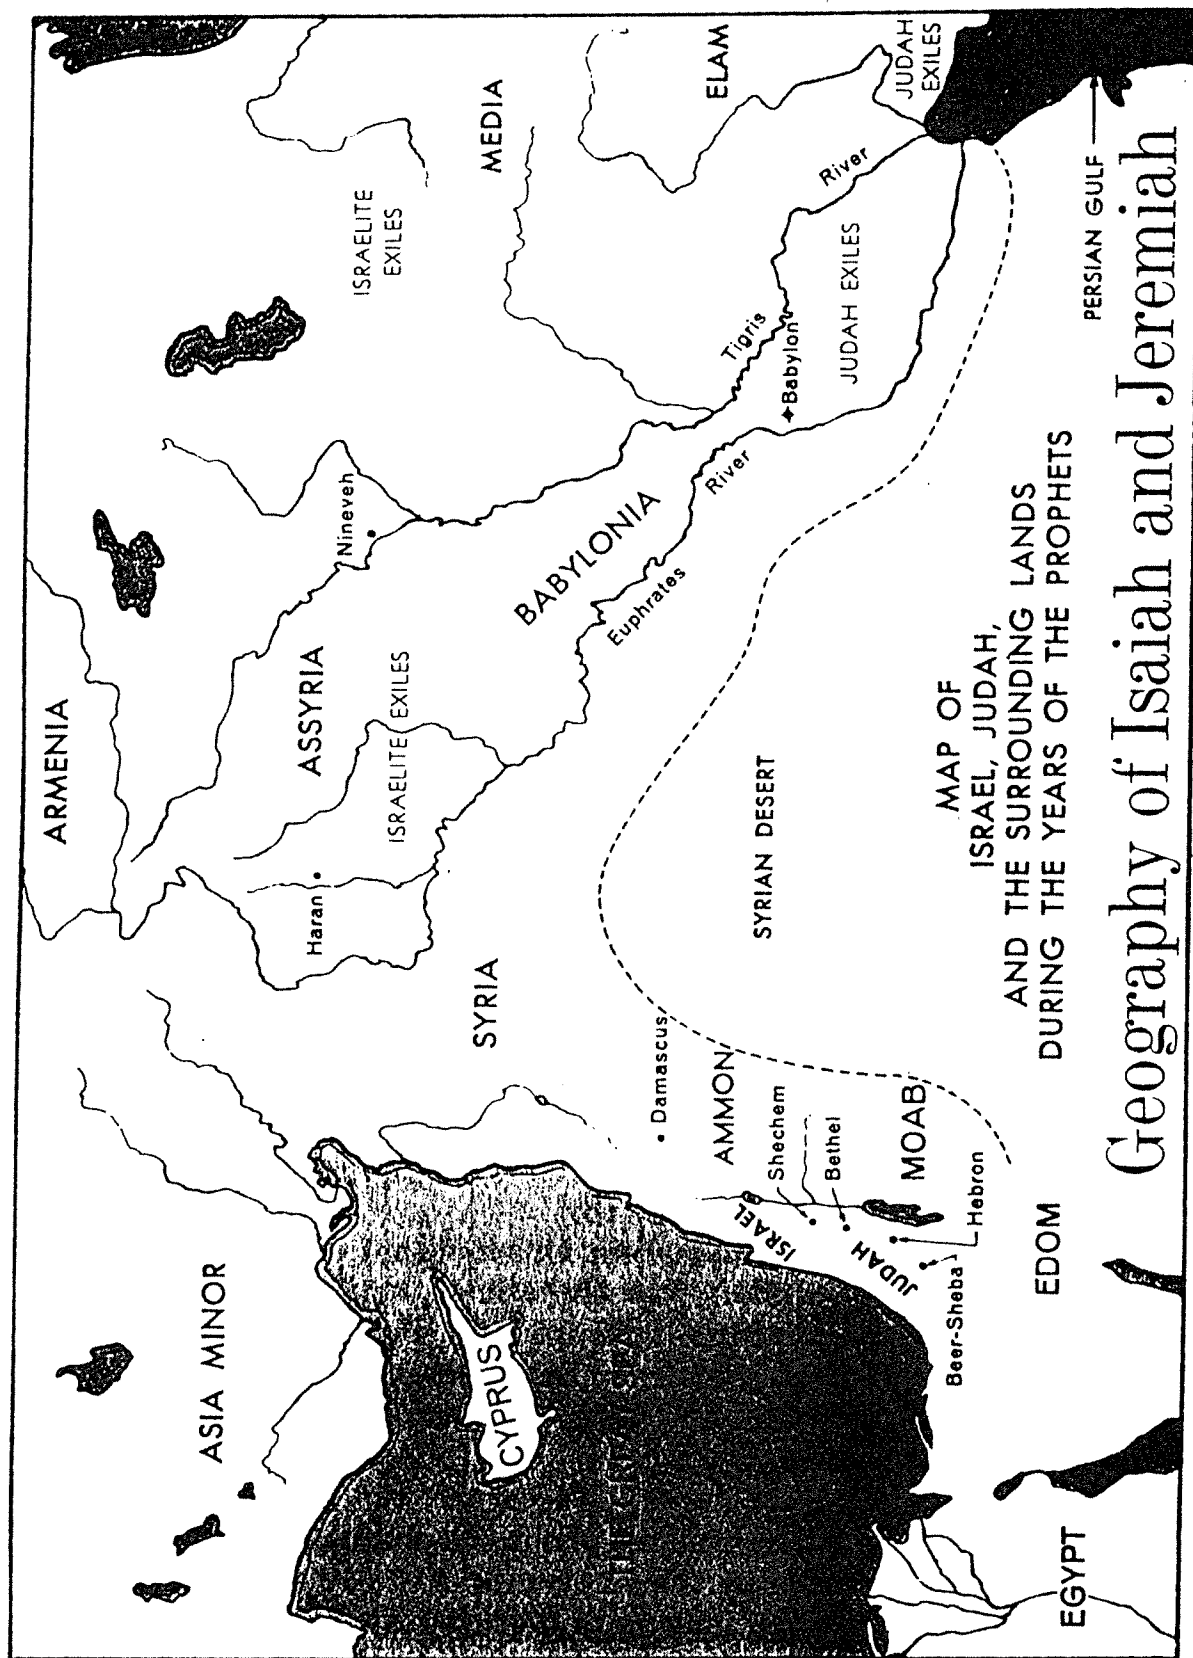 ARMENIA
ASIA MINOR
ASSYRIA
ISRAELITE EXILES
Haran
Nineveh
ISRAELITE
EXILES
MEDIA
ELAM
JUDAH
EXILES
SYRIA
CYPRUS
BABYLONIA
Euphrates
River
Tigris
River
Babylon
JUDAH EXILES
Damascus
SYRIAN DESERT
AMMON
Shechem
Bethel
ISRAEL
JUDAH
MOAB
Hebron
Beer-Sheba
EDOM
EGYPT
PERSIAN GULF
MAP OF
ISRAEL, JUDAH,
AND THE SURROUNDING LANDS
DURING THE YEARS OF THE PROPHETS
Geography of Isaiah and Jeremiah